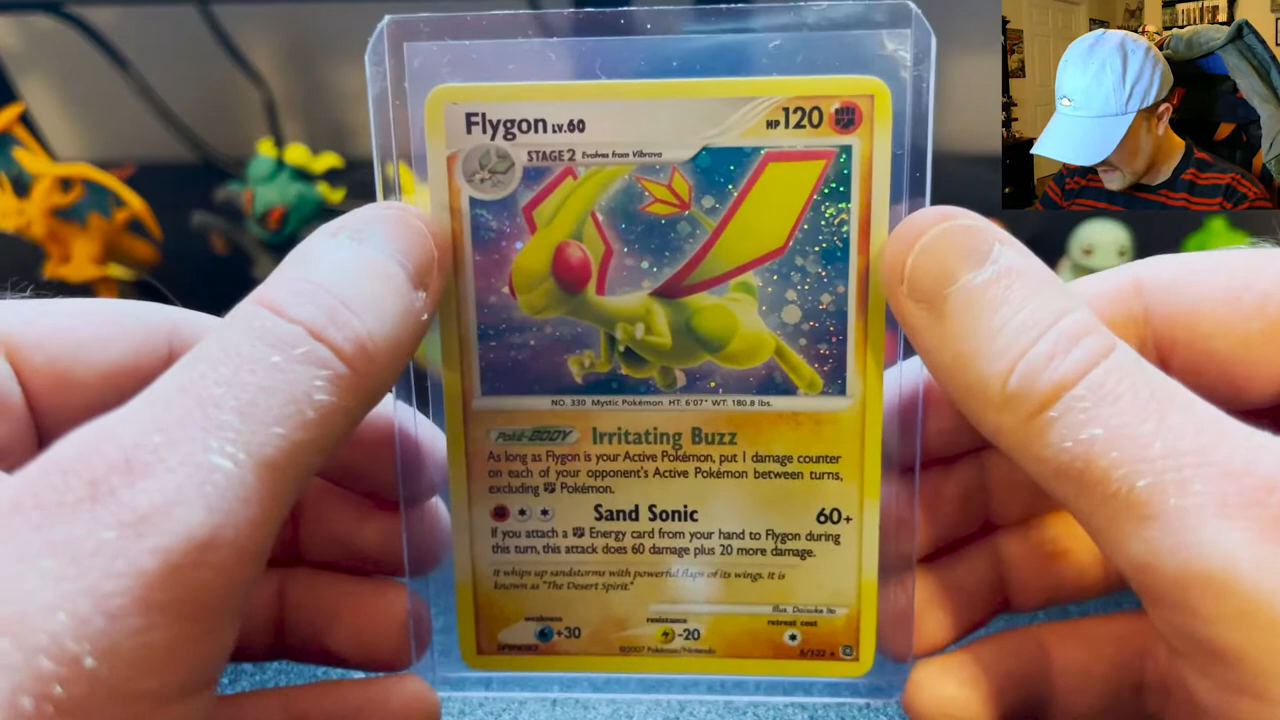 Flygon LV.60 HP 120
STAGE2 Evolves from Vibrava
NO. 330 Mystic Pokémon HT: 6'07" WT: 180.8 lbs.
Poké-BODY Irritating Buzz
As long as Flygon is your Active Pokémon, put 1 damage counter
on each of your opponent's Active Pokémon between turns,
excluding Pokémon.
Sand Sonic 60+
If you attach a Energy card from your hand to Flygon during
this turn, this attack does 60 damage plus 20 more damage.
It whips up sandstorms with powerful flaps of its wings. It is
known as "The Desert Spirit."
Illus. Daisuke Ito
weakness resistance retreat cost
+30 -20
©2007 Pokémon/Nintendo 5/132